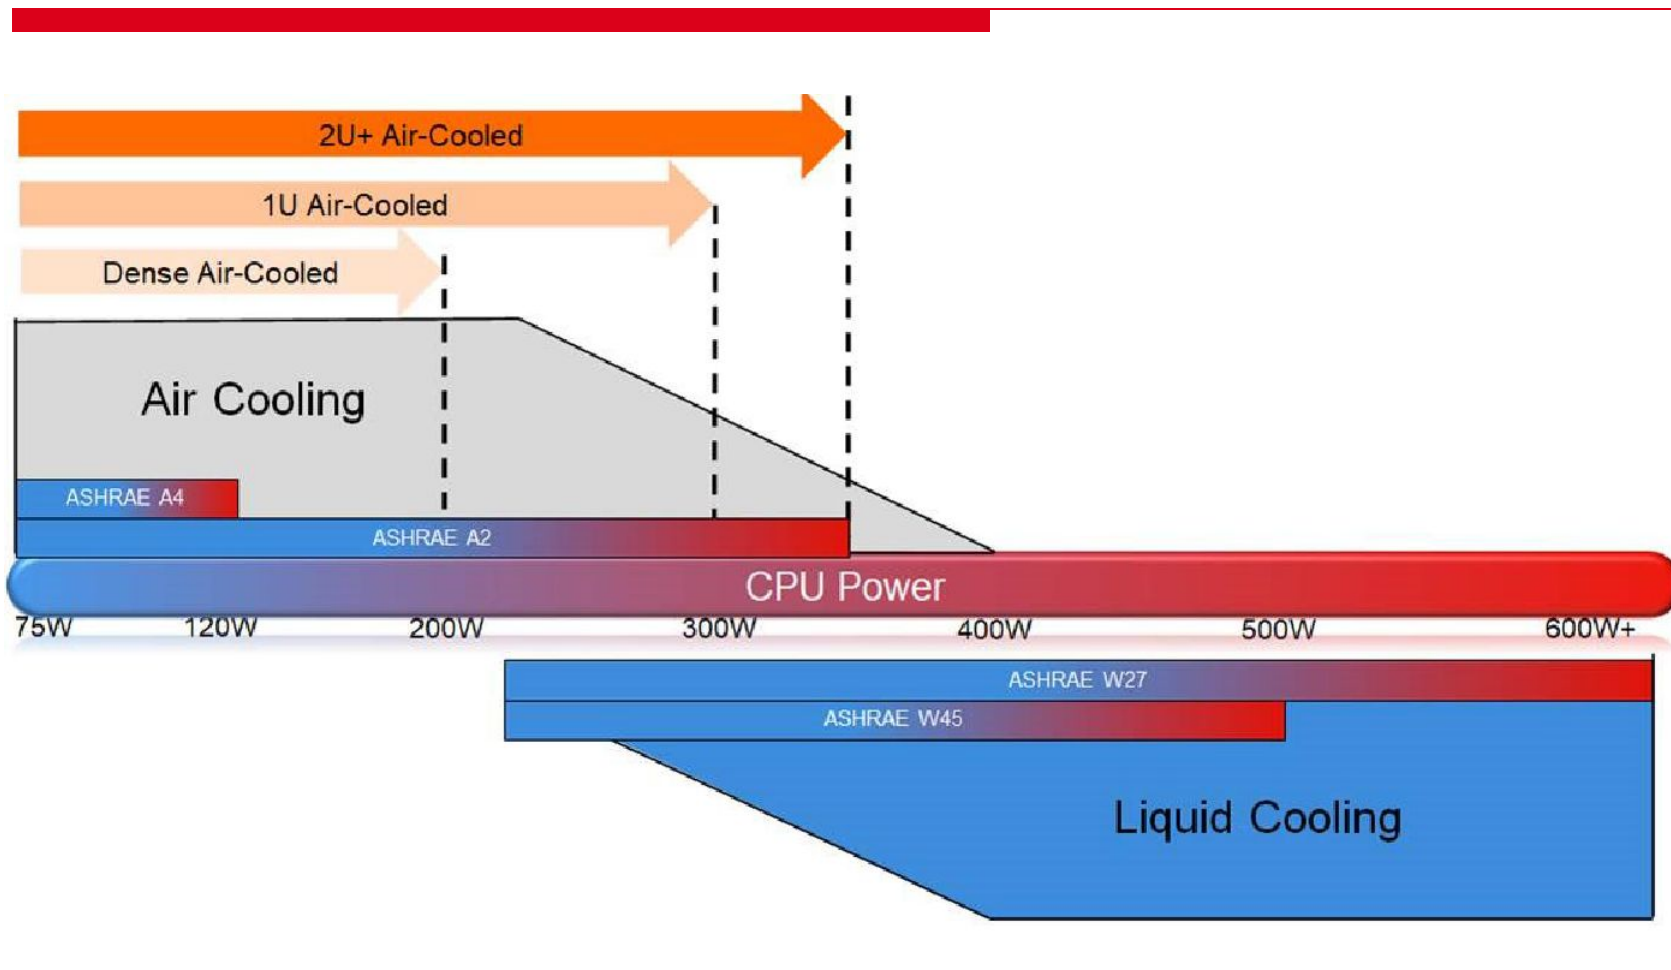 2U+ Air-Cooled
1U Air-Cooled
Dense Air-Cooled
Air Cooling
ASHRAE A4
ASHRAE A2
CPU Power
75W 120W 200W 300W 400W 500W 600W+
ASHRAE W27
ASHRAE W45
Liquid Cooling